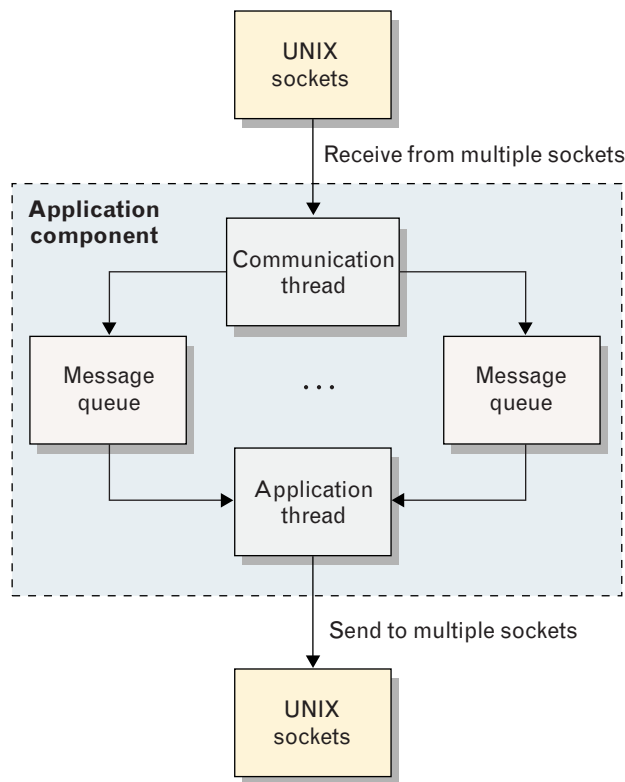 UNIX
sockets
Receive from multiple sockets
Application
component
Communication
thread
Message
queue
...
Message
queue
Application
thread
Send to multiple sockets
UNIX
sockets